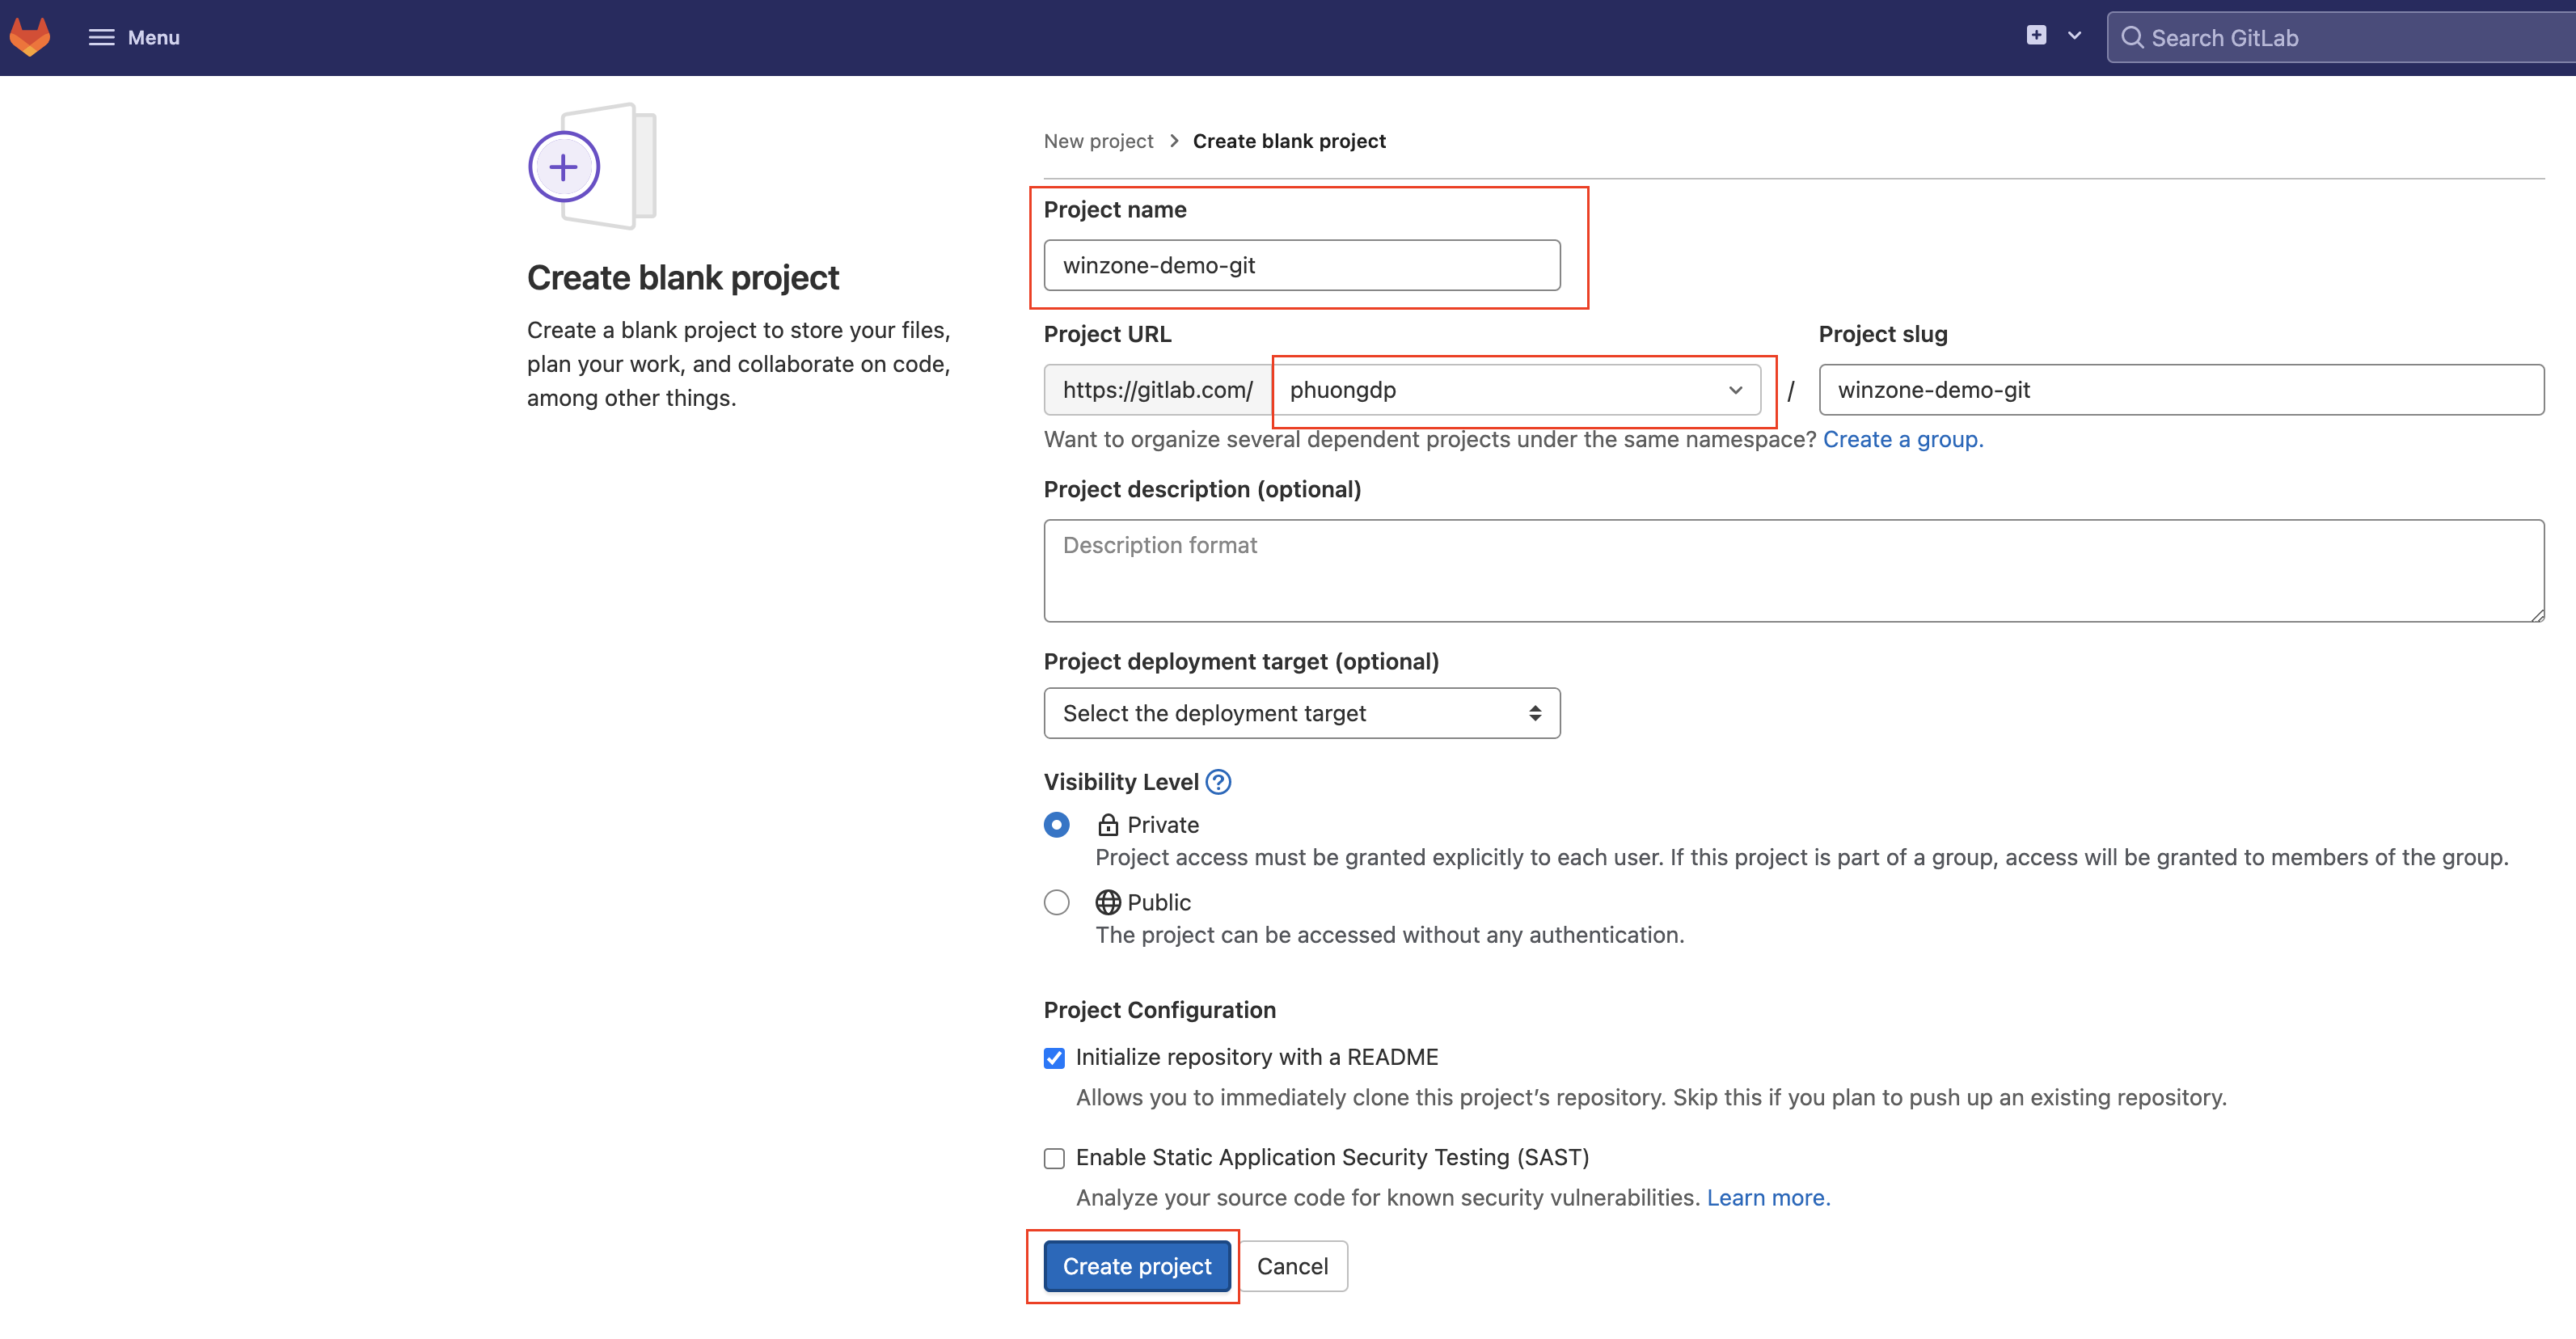 Menu
Search GitLab
New project > Create blank project
Create blank project
Create a blank project to store your files,
plan your work, and collaborate on code,
among other things.
Project name
winzone-demo-git
Project URL
Project slug
https://gitlab.com/ phuongdp / winzone-demo-git
Want to organize several dependent projects under the same namespace? Create a group.
Project description (optional)
Description format
Project deployment target (optional)
Select the deployment target
Visibility Level
Private
Project access must be granted explicitly to each user. If this project is part of a group, access will be granted to members of the group.
Public
The project can be accessed without any authentication.
Project Configuration
Initialize repository with a README
Allows you to immediately clone this project’s repository. Skip this if you plan to push up an existing repository.
Enable Static Application Security Testing (SAST)
Analyze your source code for known security vulnerabilities. Learn more.
Create project
Cancel